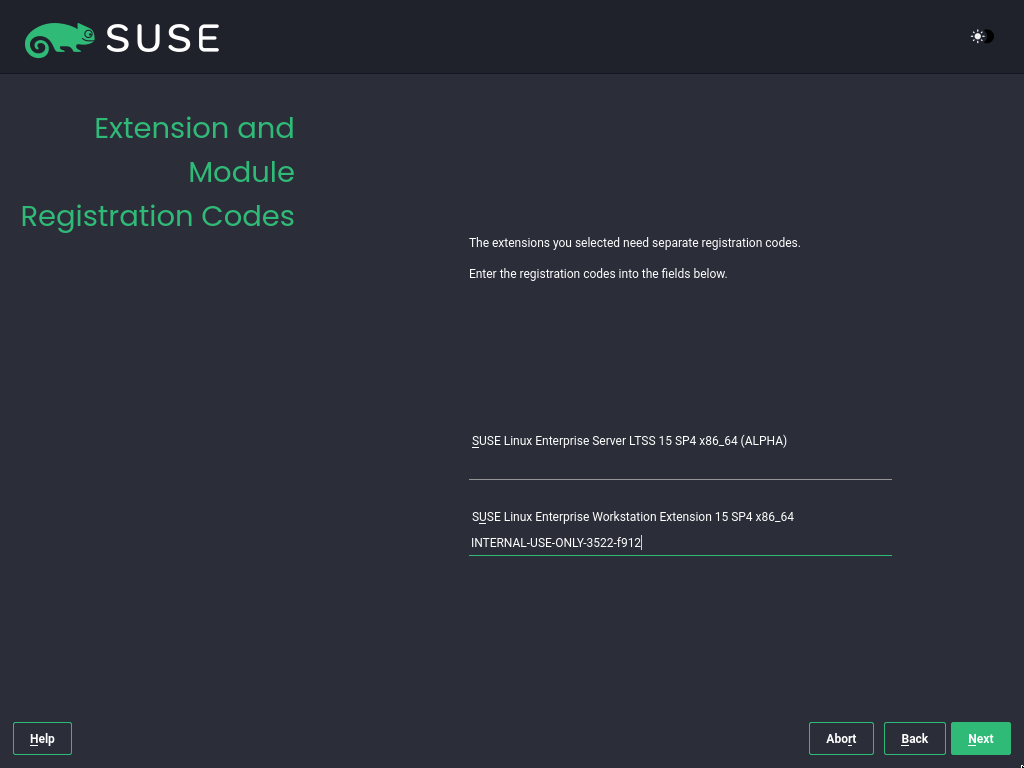 SUSE
Extension and
Module
Registration Codes
The extensions you selected need separate registration codes.
Enter the registration codes into the fields below.
SUSE Linux Enterprise Server LTSS 15 SP4 x86_64 (ALPHA)
SUSE Linux Enterprise Workstation Extension 15 SP4 x86_64
INTERNAL-USE-ONLY-3522-f912
Help
Abort
Back
Next